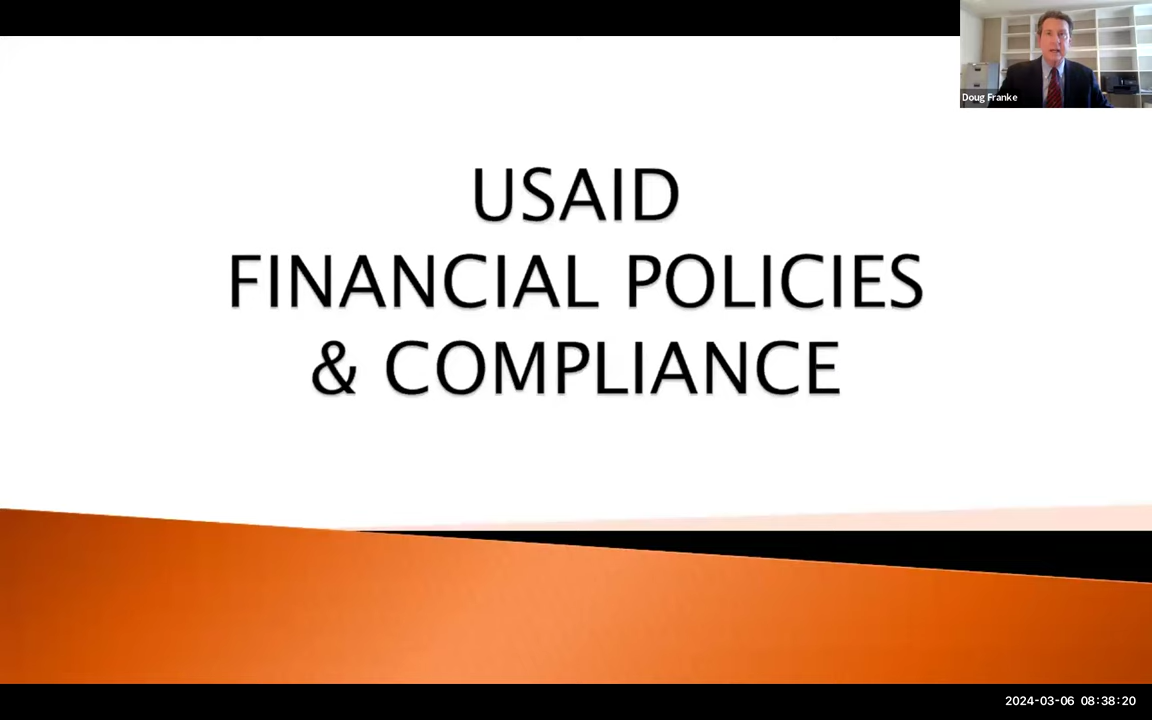 Doug Franke
USAID
FINANCIAL POLICIES
& COMPLIANCE
2024-03-06 08:38:20